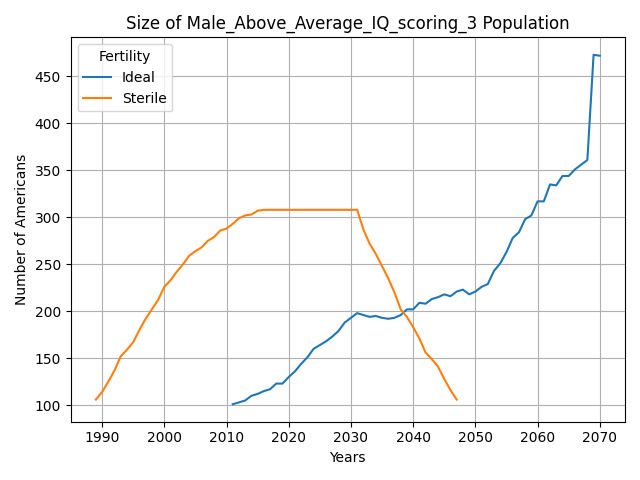 Size of Male_Above_Average_IQ_scoring_3 Population
Fertility
Ideal
Sterile
Number of Americans
450
400
350
300
250
200
150
100
1990 2000 2010 2020 2030 2040 2050 2060 2070
Years